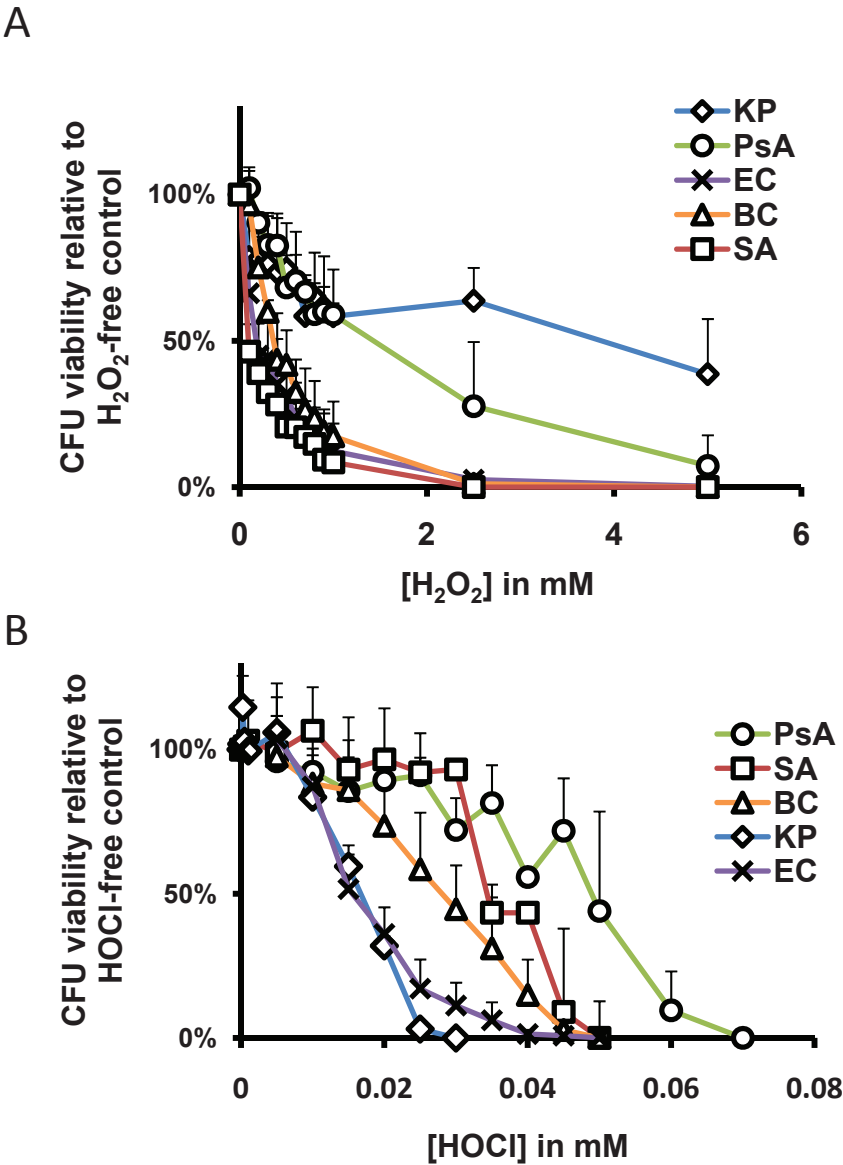 A
CFU viability relative to
H₂O₂-free control
100%
50%
0%
0
2
4
6
[H₂O₂] in mM
KP
PsA
EC
BC
SA
B
CFU viability relative to
HOCl-free control
100%
50%
0%
0
0.02
0.04
0.06
0.08
[HOCl] in mM
PsA
SA
BC
KP
EC